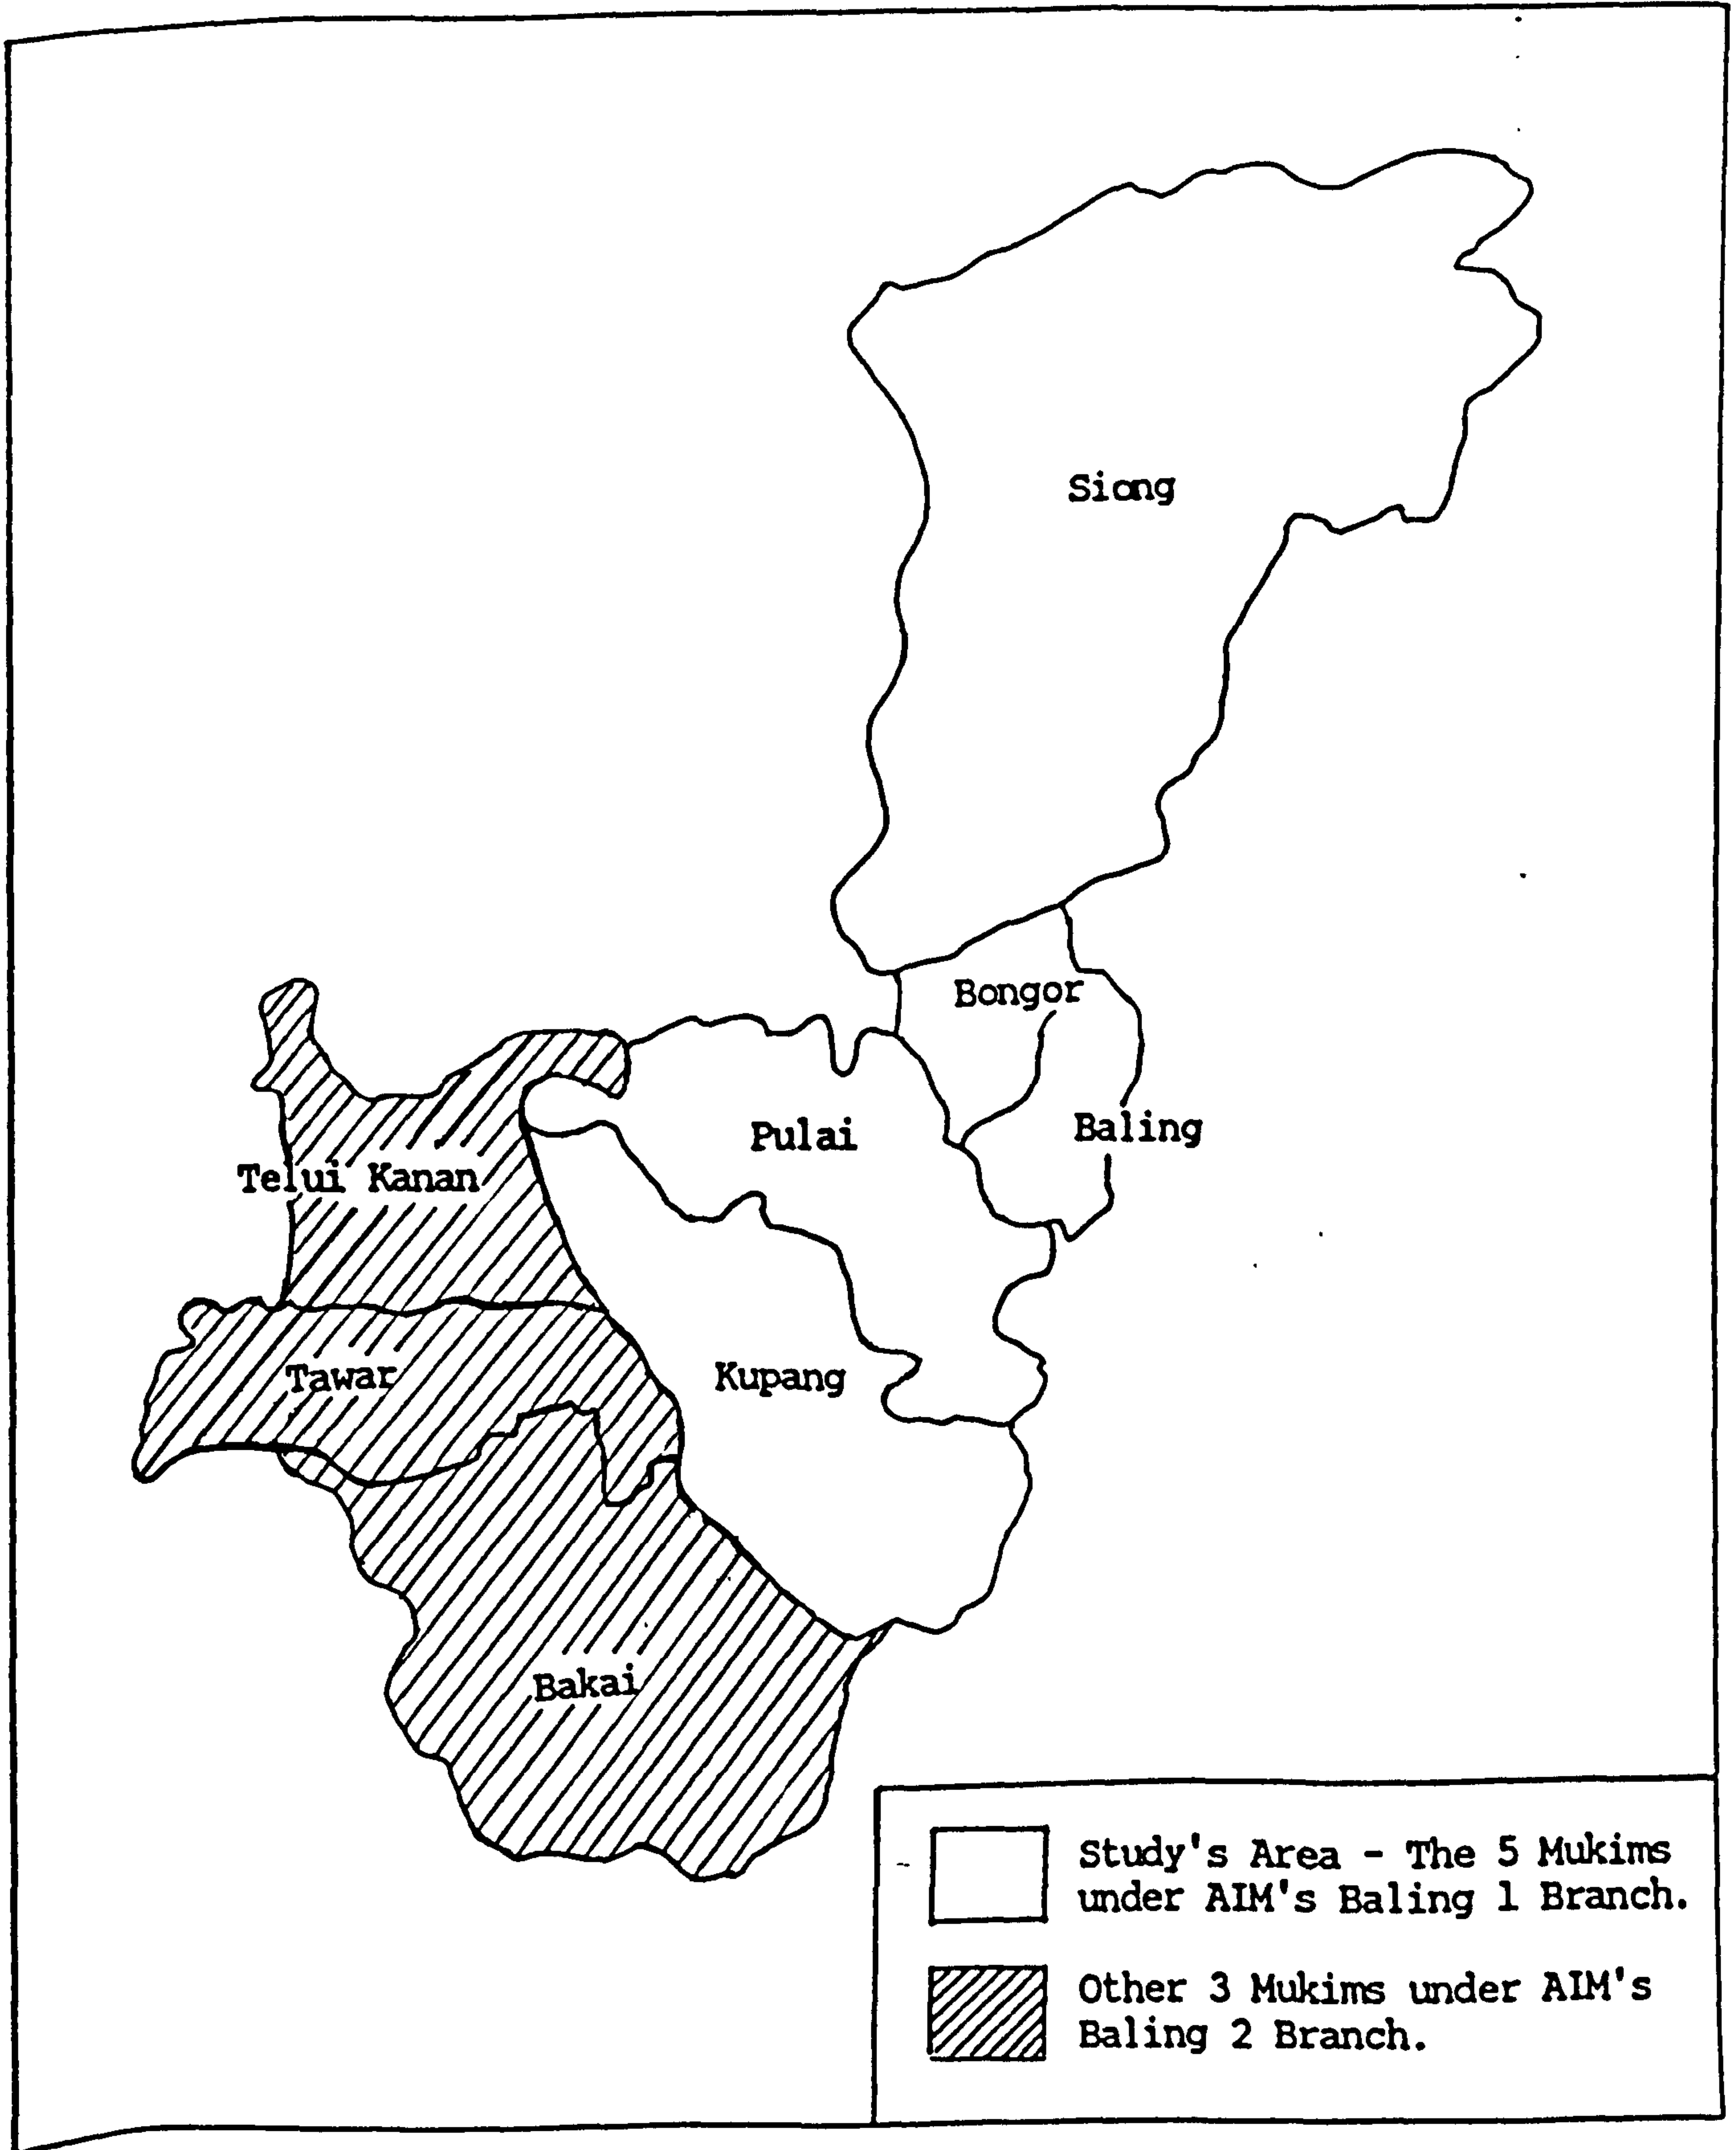 Siong
Bongor
Pulai
Baling
Telui Kanan
Tawar
Kupang
Bakai
Study's Area - The 5 Mukims
under AIM's Baling 1 Branch.
Other 3 Mukims under AIM's
Baling 2 Branch.